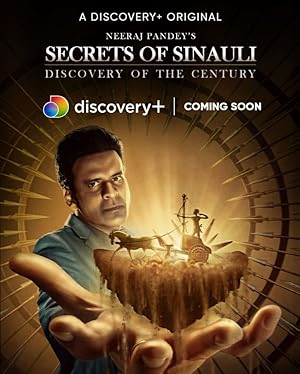 A DISCOVERY+ ORIGINAL
NEERAJ PANDEY'S
SECRETS OF SINAULI
DISCOVERY OF THE CENTURY
discovery+ | COMING SOON